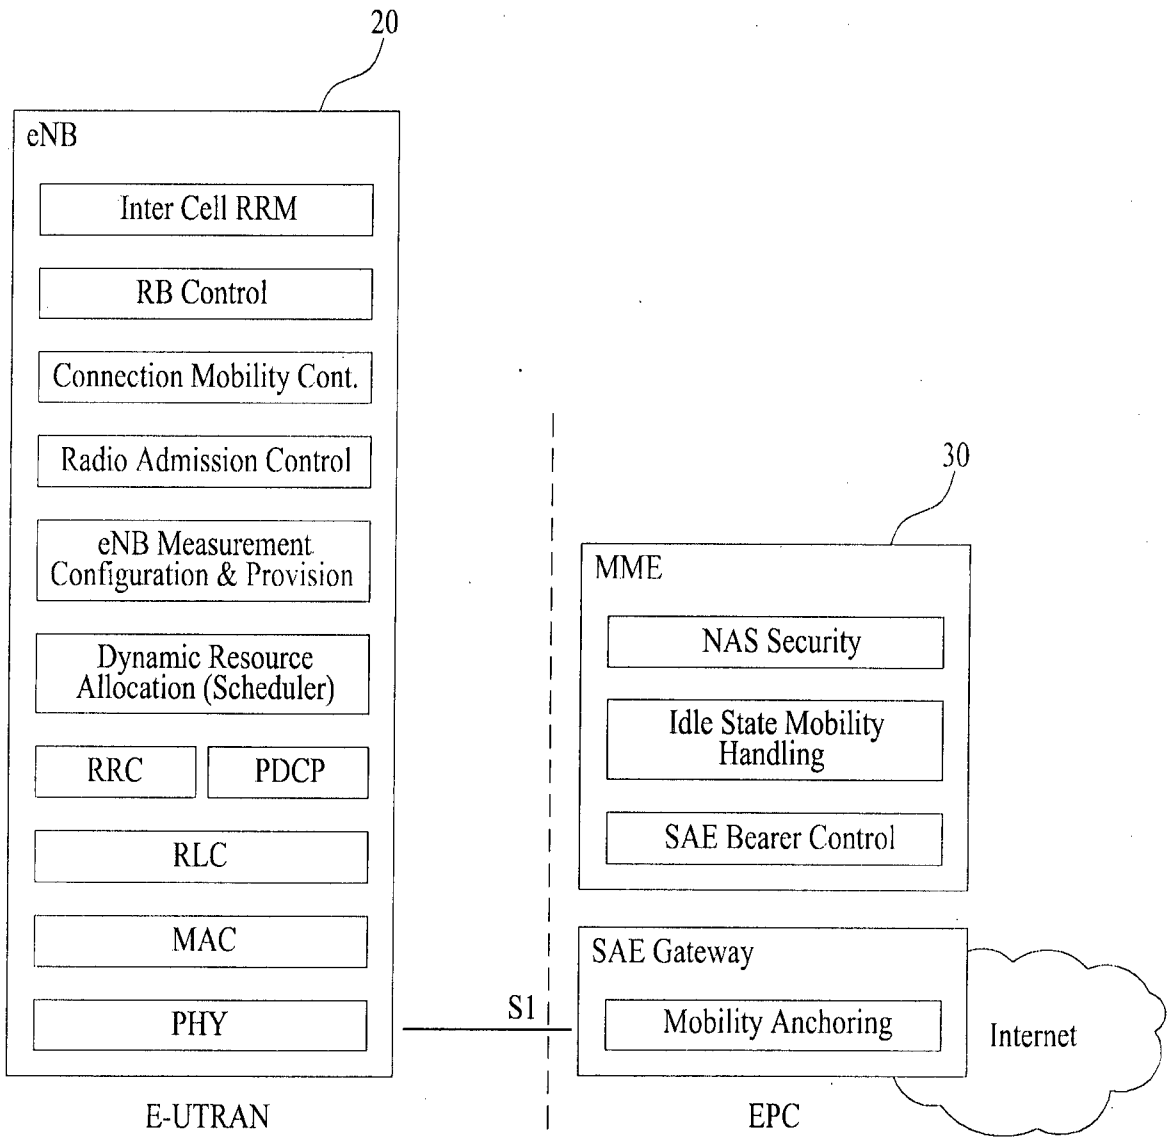 20
eNB
Inter Cell RRM
RB Control
Connection Mobility Cont.
Radio Admission Control
eNB Measurement
Configuration & Provision
Dynamic Resource
Allocation (Scheduler)
RRC
PDCP
RLC
MAC
PHY
E-UTRAN
S1
30
MME
NAS Security
Idle State Mobility
Handling
SAE Bearer Control
SAE Gateway
Mobility Anchoring
Internet
EPC